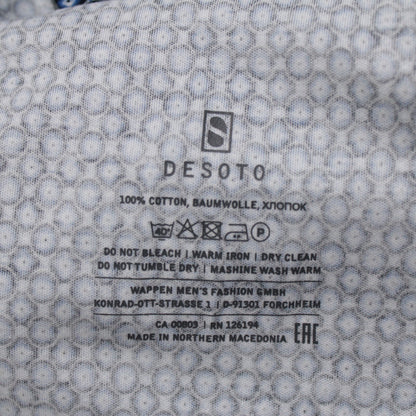 DESOTO
100% COTTON, BAUMWOLLE, ХЛОПОК
40° P
DO NOT BLEACH | WARM IRON | DRY CLEAN
DO NOT TUMBLE DRY | MASHINE WASH WARM
WAPPEN MEN'S FASHION GMBH
KONRAD-OTT-STRASSE 1 | D-91301 FORCHHEIM
CA 00803 | RN 126194
MADE IN NORTHERN MACEDONIA
EAC